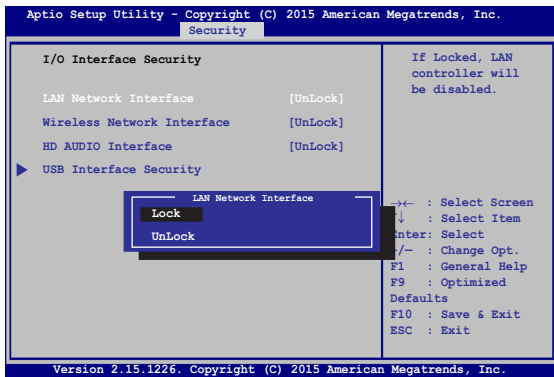 Aptio Setup Utility - Copyright (C) 2015 American Megatrends, Inc.
Security
I/O Interface Security
LAN Network Interface [UnLock]
Wireless Network Interface [UnLock]
HD AUDIO Interface [UnLock]
USB Interface Security
LAN Network Interface
Lock
UnLock
If Locked, LAN
controller will
be disabled.
→← : Select Screen
↓ : Select Item
nter: Select
/— : Change Opt.
F1 : General Help
F9 : Optimized
Defaults
F10 : Save & Exit
ESC : Exit
Version 2.15.1226. Copyright (C) 2015 American Megatrends, Inc.